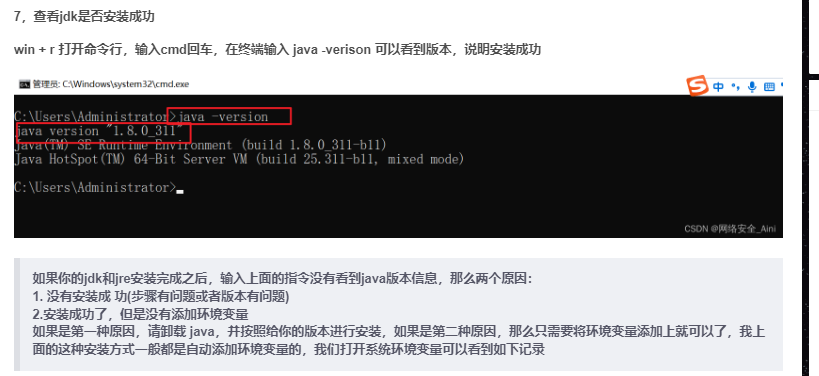 7，查看jdk是否安装成功
win + r 打开命令行，输入cmd回车，在终端输入 java -verison 可以看到版本，说明安装成功
管理员: C:\Windows\system32\cmd.exe
中
C:\Users\Administrator>java -version
java version "1.8.0_311"
Java(TM) SE Runtime Environment (build 1.8.0_311-b11)
Java HotSpot(TM) 64-Bit Server VM (build 25.311-b11, mixed mode)
C:\Users\Administrator>
CSDN @网络安全_Aini
如果你的jdk和jre安装完成之后，输入上面的指令没有看到java版本信息，那么两个原因：
1. 没有安装成 功(步骤有问题或者版本有问题)
2.安装成功了，但是没有添加环境变量
如果是第一种原因，请卸载 java，并按照给你的版本进行安装，如果是第二种原因，那么只需要将环境变量添加上就可以了，我上
面的这种安装方式一般都是自动添加环境变量的，我们打开系统环境变量可以看到如下记录